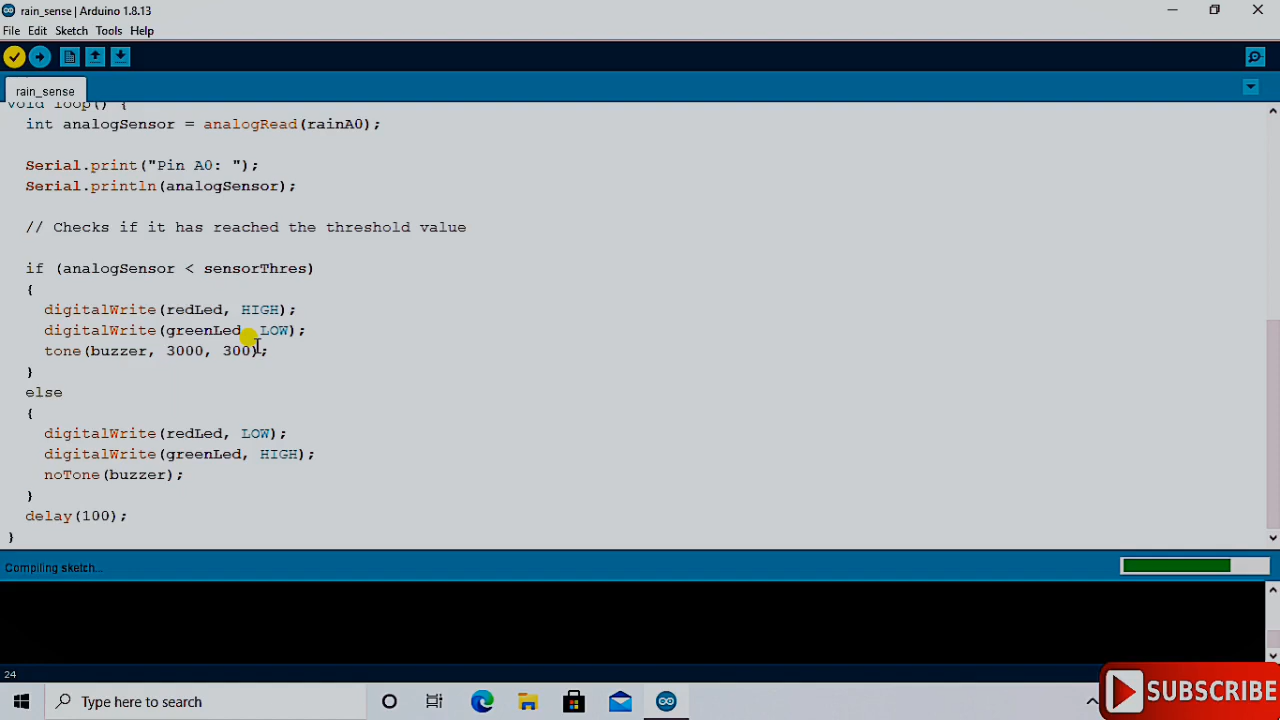 rain_sense | Arduino 1.8.13
File Edit Sketch Tools Help
rain_sense
void loop() {
int analogSensor = analogRead(rainA0);
Serial.print("Pin A0: ");
Serial.println(analogSensor);
// Checks if it has reached the threshold value
if (analogSensor < sensorThres)
{
digitalWrite(redLed, HIGH);
digitalWrite(greenLed, LOW);
tone(buzzer, 3000, 300);
}
else
{
digitalWrite(redLed, LOW);
digitalWrite(greenLed, HIGH);
noTone(buzzer);
}
delay(100);
}
Compiling sketch...
24
Type here to search
SUBSCRIBE